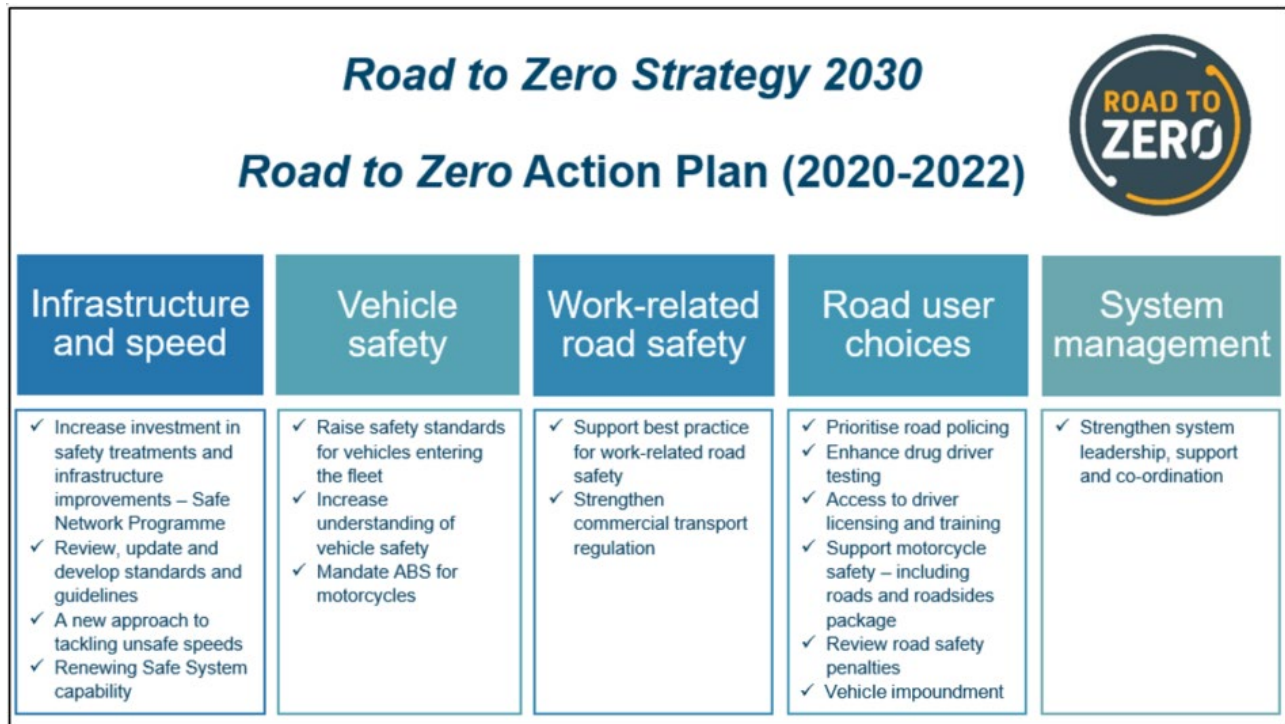 Road to Zero Strategy 2030
ROAD TO
ZERO
Road to Zero Action Plan (2020-2022)
Infrastructure
and speed
✓ Increase investment in
safety treatments and
infrastructure
improvements – Safe
Network Programme
✓ Review, update and
develop standards and
guidelines
✓ A new approach to
tackling unsafe speeds
✓ Renewing Safe System
capability
Vehicle
safety
✓ Raise safety standards
for vehicles entering
the fleet
✓ Increase
understanding of
vehicle safety
✓ Mandate ABS for
motorcycles
Work-related
road safety
✓ Support best practice
for work-related road
safety
✓ Strengthen
commercial transport
regulation
Road user
choices
✓ Prioritise road policing
✓ Enhance drug driver
testing
✓ Access to driver
licensing and training
✓ Support motorcycle
safety – including
roads and roadsides
package
✓ Review road safety
penalties
✓ Vehicle impoundment
System
management
✓ Strengthen system
leadership, support
and co-ordination